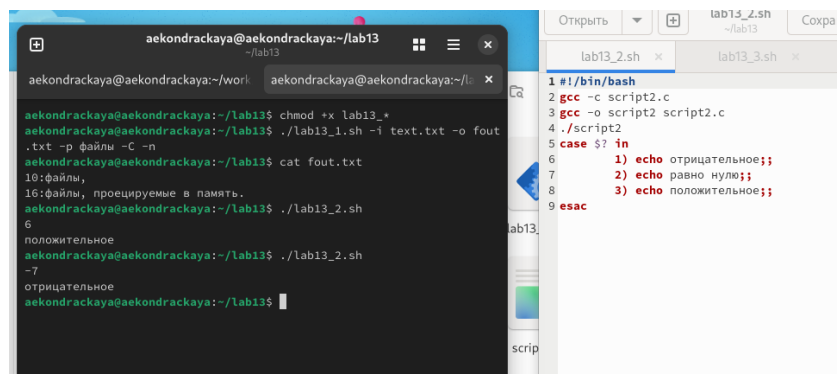 aekondrackaya@aekondrackaya:~/lab13
~/lab13
aekondrackaya@aekondrackaya:~/work
aekondrackaya@aekondrackaya:~/la
aekondrackaya@aekondrackaya:~/lab13$ chmod +x lab13_*
aekondrackaya@aekondrackaya:~/lab13$ ./lab13_1.sh -i text.txt -o fout
.txt -p файлы -C -n
aekondrackaya@aekondrackaya:~/lab13$ cat fout.txt
10:файлы,
16:файлы, проецируемые в память.
aekondrackaya@aekondrackaya:~/lab13$ ./lab13_2.sh
6
положительное
aekondrackaya@aekondrackaya:~/lab13$ ./lab13_2.sh
-7
отрицательное
aekondrackaya@aekondrackaya:~/lab13$
lab13_
scrip
Открыть
lab13_2.sh
~/lab13
Сохра
lab13_2.sh
lab13_3.sh
1 #!/bin/bash
2 gcc -c script2.c
3 gcc -o script2 script2.c
4 ./script2
5 case $? in
6 1) echo отрицательное;;
7 2) echo равно нулю;;
8 3) echo положительное;;
9 esac